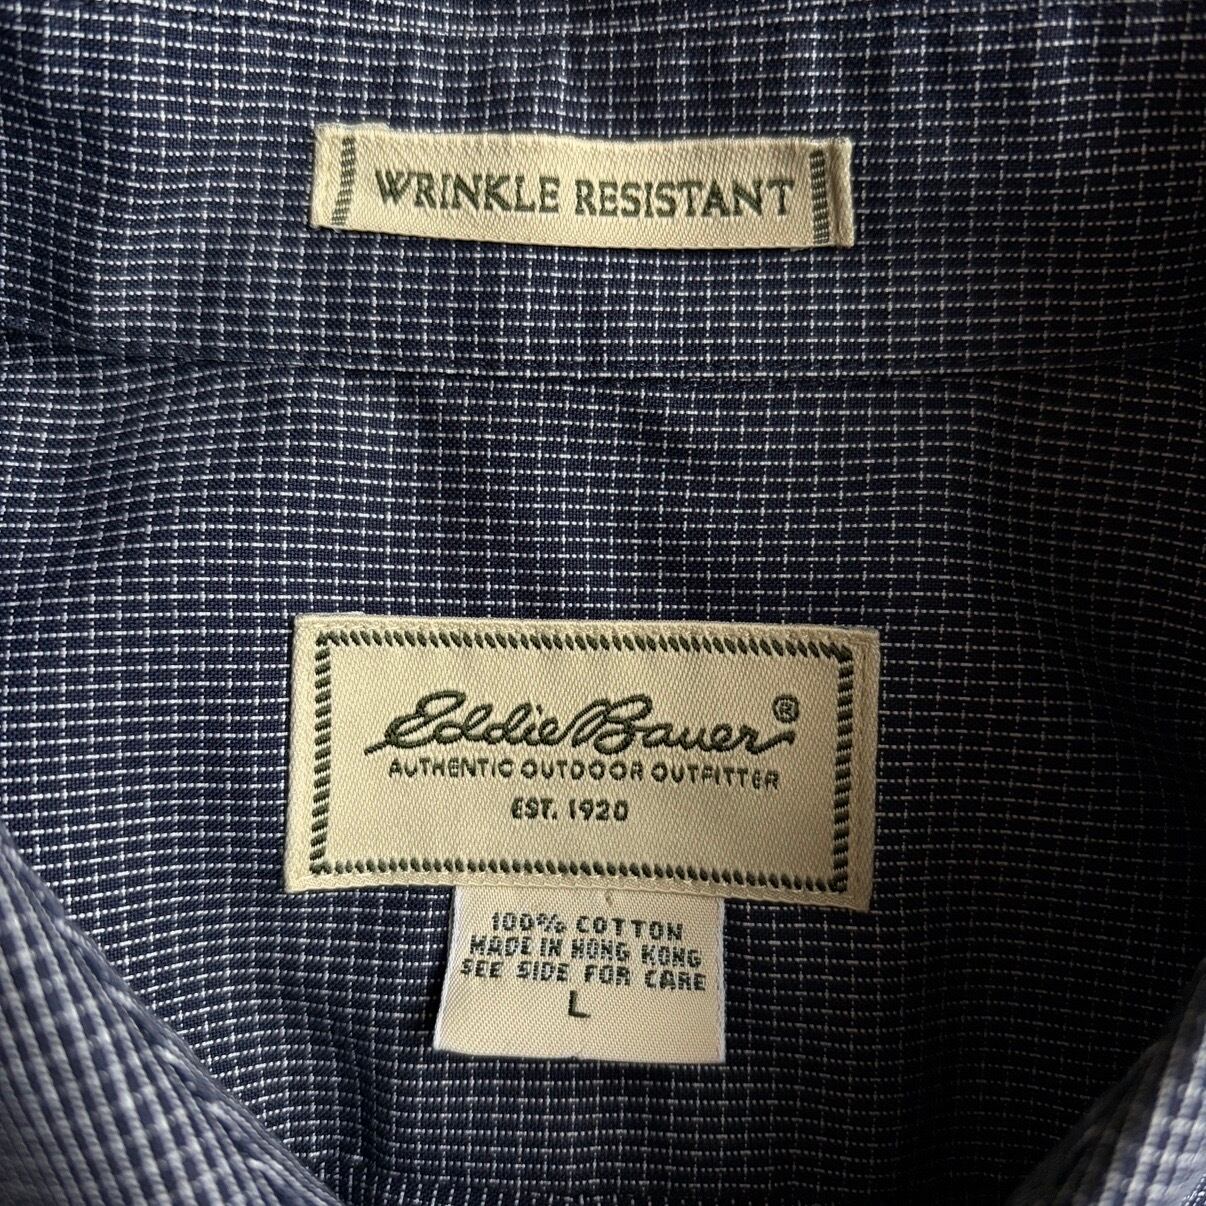 WRINKLE RESISTANT
Eddie Bauer®
AUTHENTIC OUTDOOR OUTFITTER
EST. 1920
100% COTTON
MADE IN HONG KONG
SEE SIDE FOR CARE
L